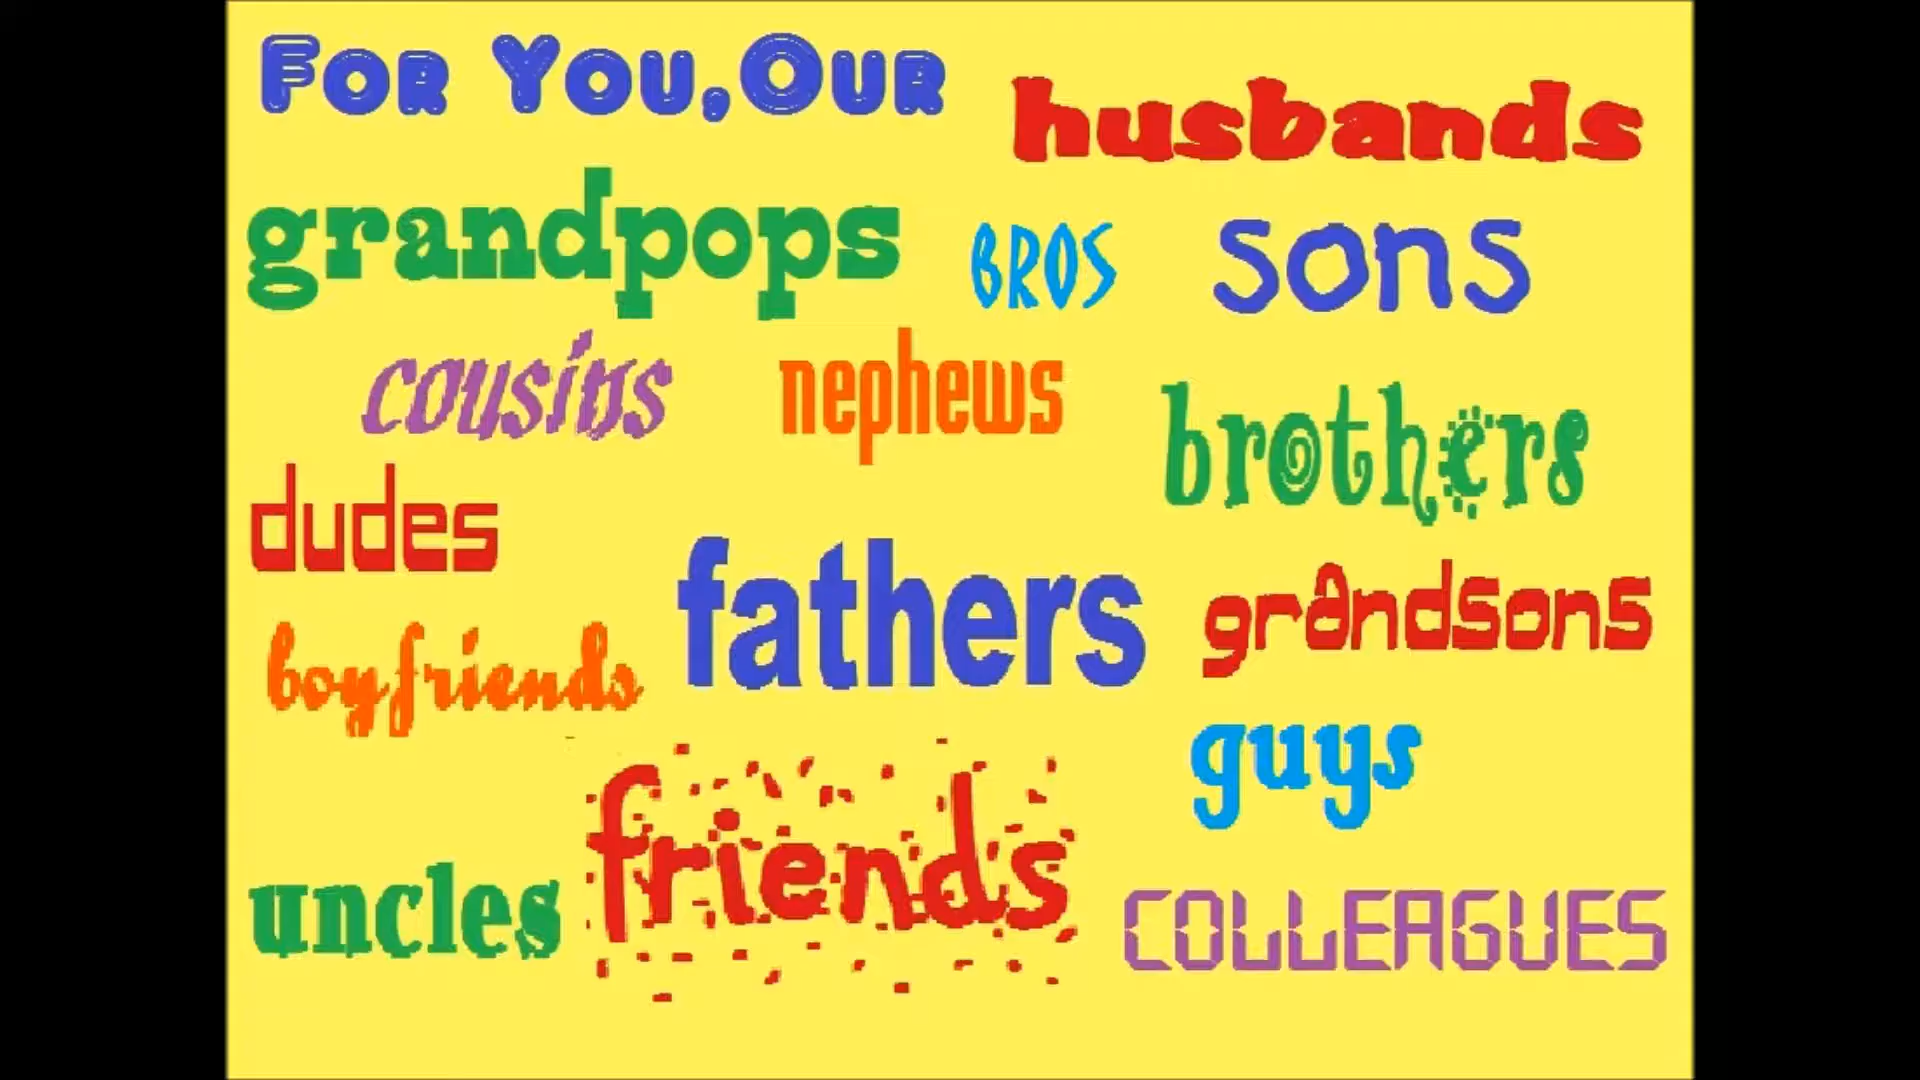 For You,Our
husbands
grandpops BROS sons
cousins nephews
brothers
dudes
fathers grandsons
boyfriends
guys
friends
uncles COLLEAGUES